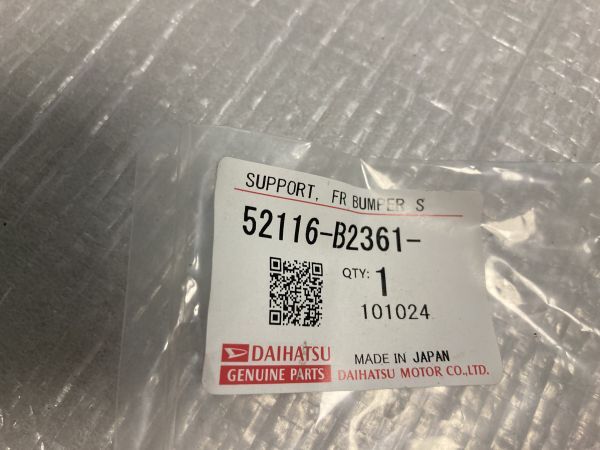 SUPPORT, FR BUMPER S
52116-B2361-
QTY: 1
101024
DAIHATSU
GENUINE PARTS
MADE IN JAPAN
DAIHATSU MOTOR CO.,LTD.